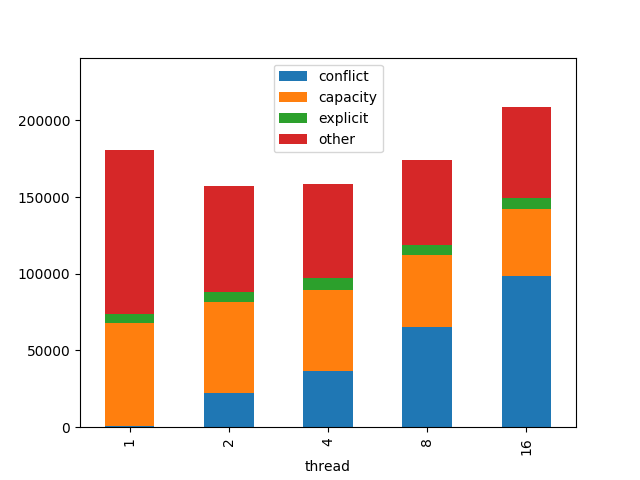 conflict
capacity
explicit
other
200000
150000
100000
50000
0
1 2 4 8 16
thread